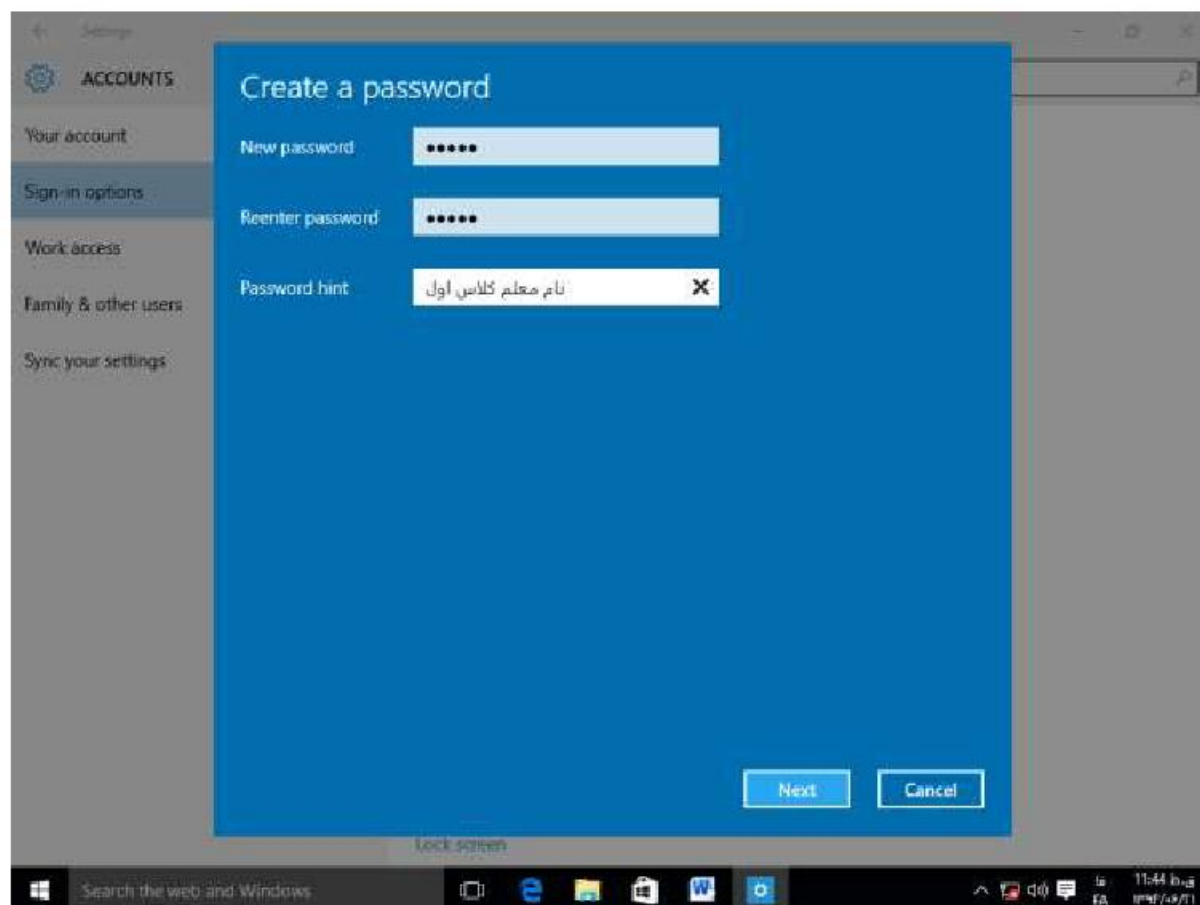 Settings
ACCOUNTS
Your account
Sign-in options
Work access
Family & other users
Sync your settings
Create a password
New password
•••••
Reenter password
•••••
Password hint
نام معلم کلاس اول
Next
Cancel
Lock screen
Search the web and Windows
فا
FA
11:44 ق.ظ